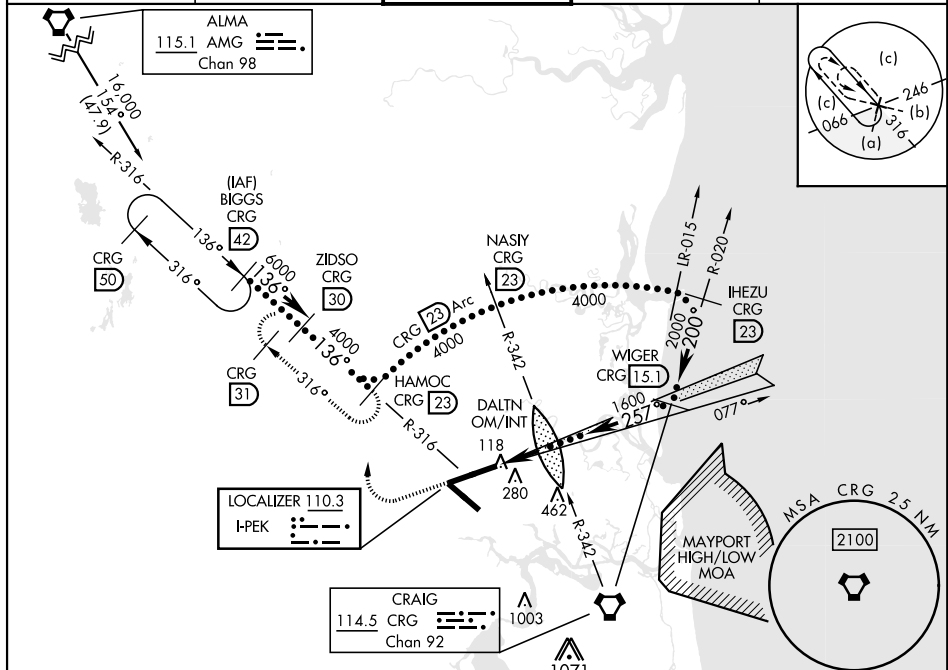 ALMA
115.1 AMG
Chan 98
16,000
154°
(47.9)
R-316
(IAF)
BIGGS
CRG
42
136°
316°
CRG
50
6000
136°
ZIDSO
CRG
30
4000
136°
CRG
31
316°
HAMOC
CRG 23
R-316
CRG 23 Arc
4000
NASIY
CRG
23
4000
R-342
LR-015
R-020
IHEZU
CRG
23
2000
200°
WIGER
CRG 15.1
1600
257°
077°
DALTN
OM/INT
118
280
462
R-342
LOCALIZER 110.3
I-PEK
CRAIG
114.5 CRG
Chan 92
1003
1071
MAYPORT
HIGH/LOW
MOA
MSA CRG 25 NM
2100
(c)
(c)
246
(b)
066
316
(a)